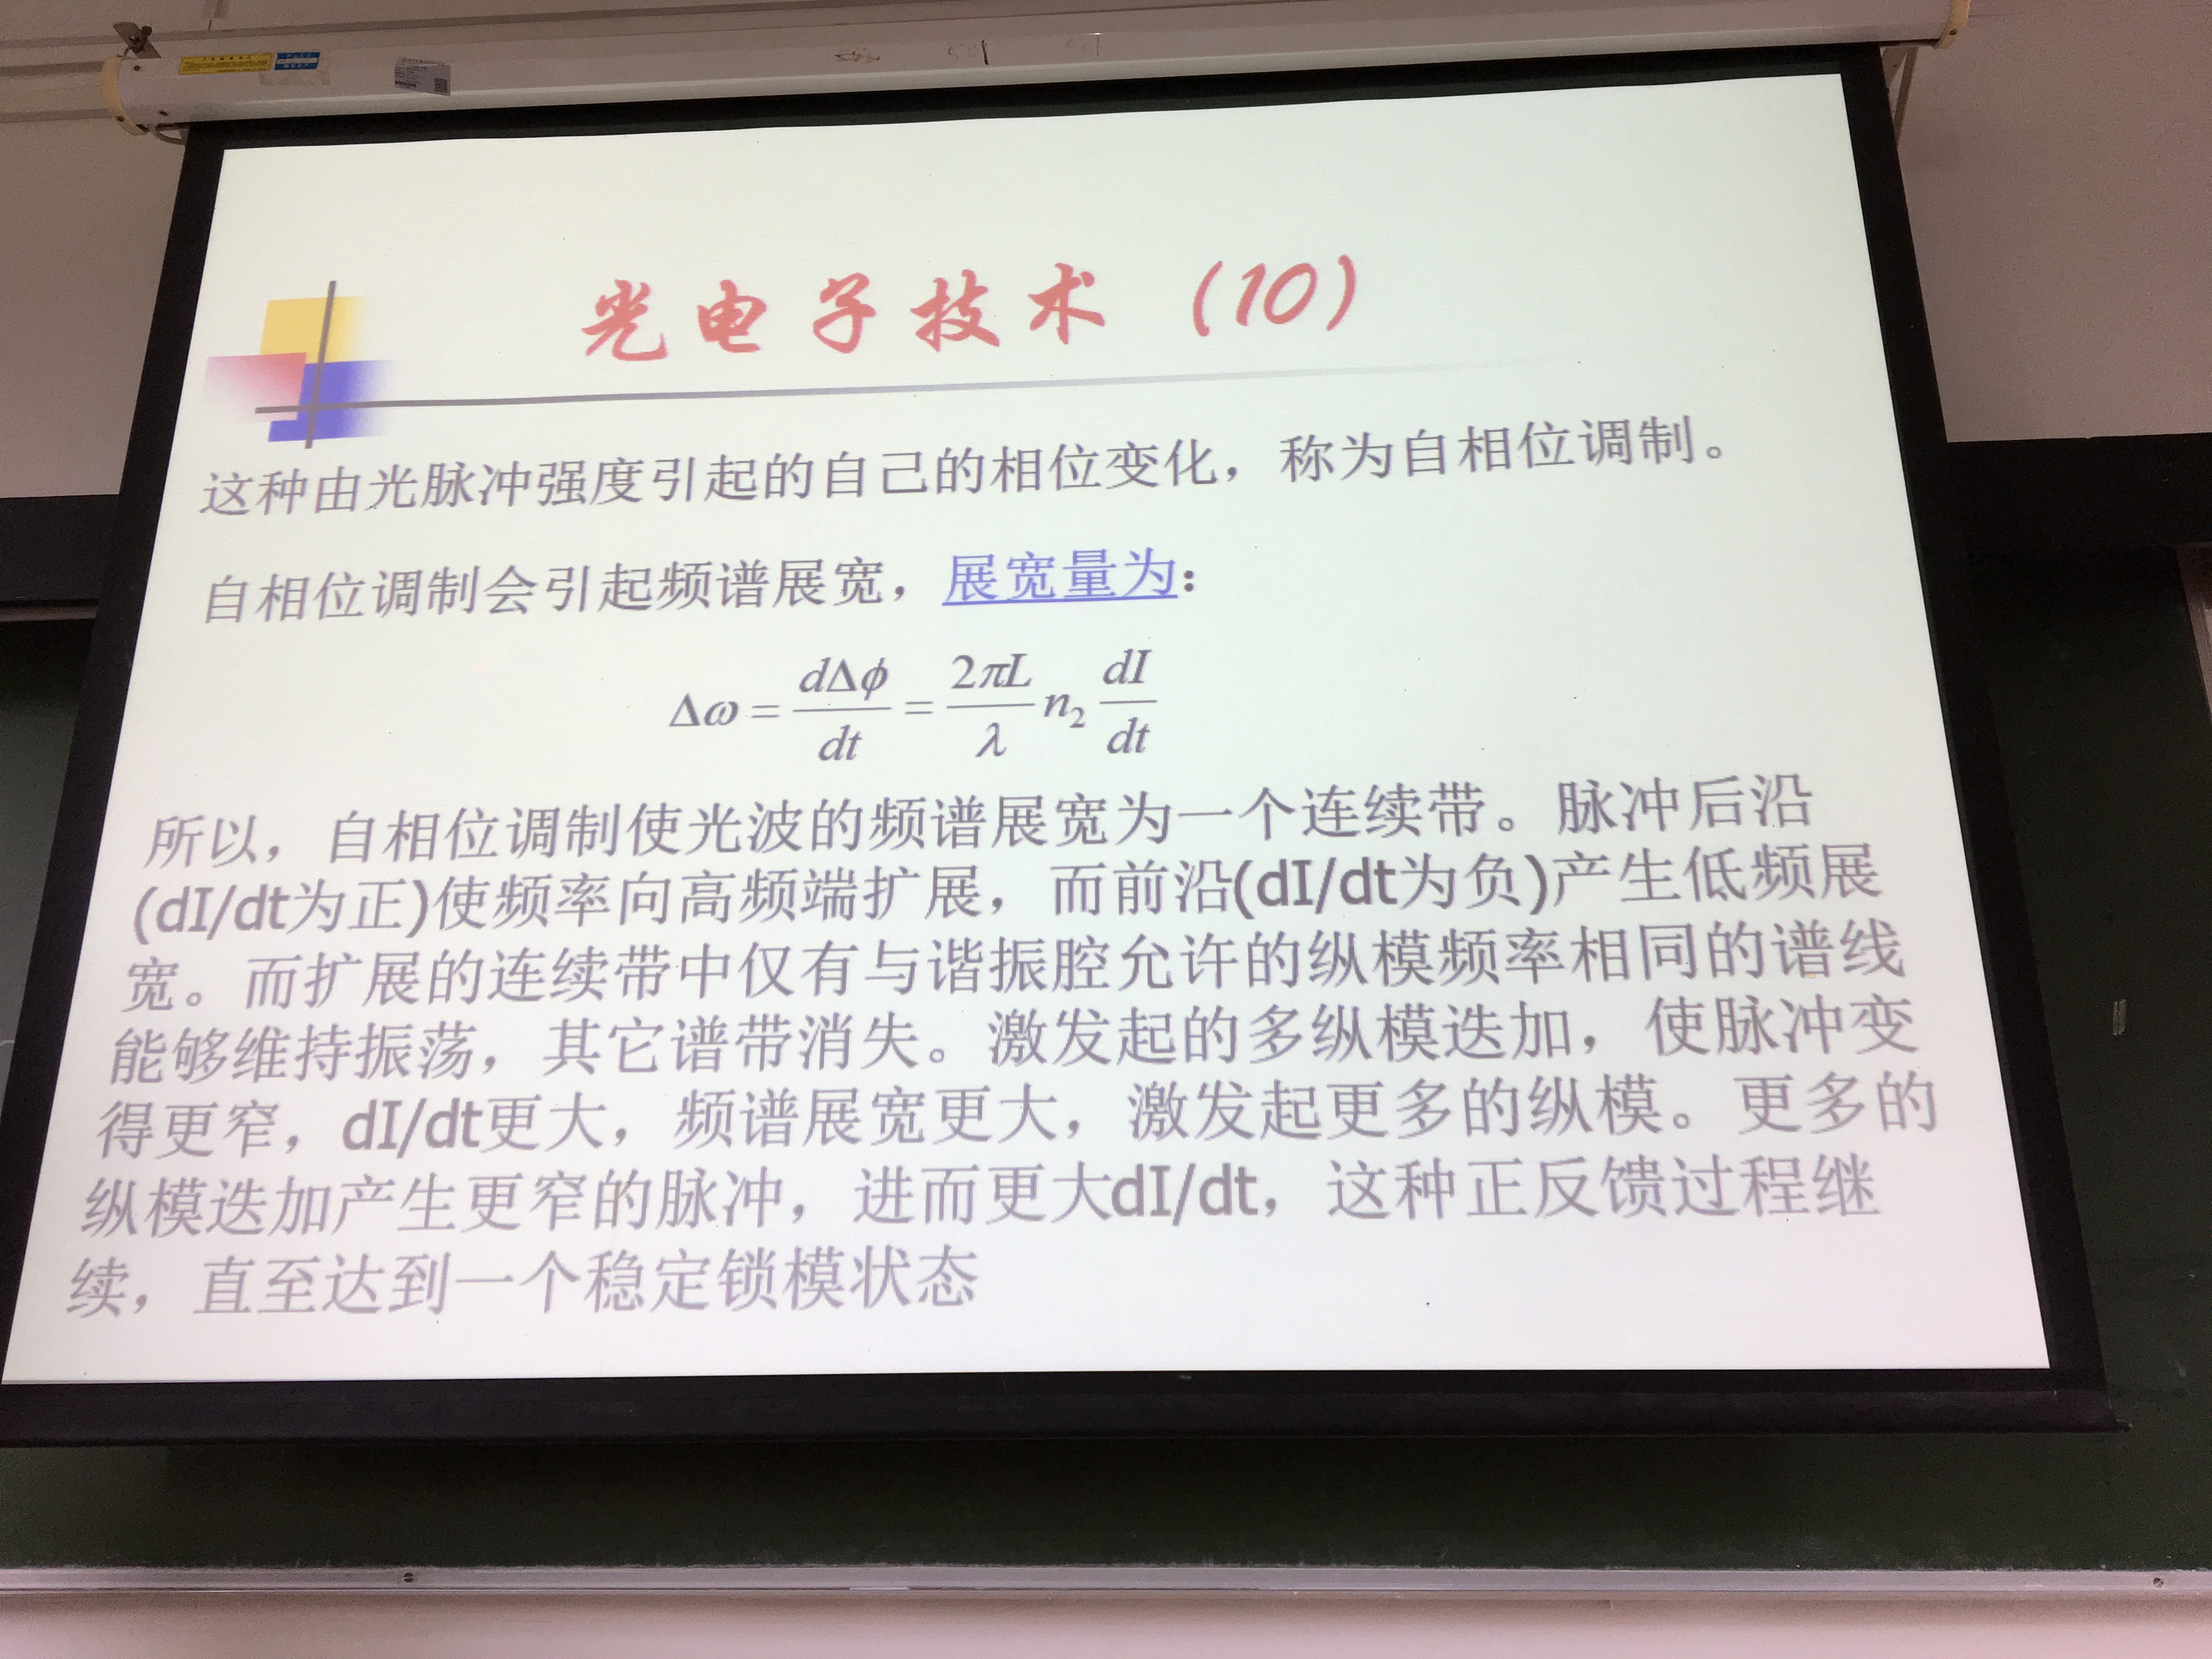 光电子技术（10）
这种由光脉冲强度引起的自己的相位变化，称为自相位调制。
自相位调制会引起频谱展宽，展宽量为：
Δω = dΔϕ/dt = 2πL/λ n₂ dI/dt
所以，自相位调制使光波的频谱展宽为一个连续带。脉冲后沿
(dI/dt为正)使频率向高频端扩展，而前沿(dI/dt为负)产生低频展
宽。而扩展的连续带中仅有与谐振腔允许的纵模频率相同的谱线
能够维持振荡，其它谱带消失。激发起的多纵模迭加，使脉冲变
得更窄，dI/dt更大，频谱展宽更大，激发起更多的纵模。更多的
纵模迭加产生更窄的脉冲，进而更大dI/dt，这种正反馈过程继
续，直至达到一个稳定锁模状态